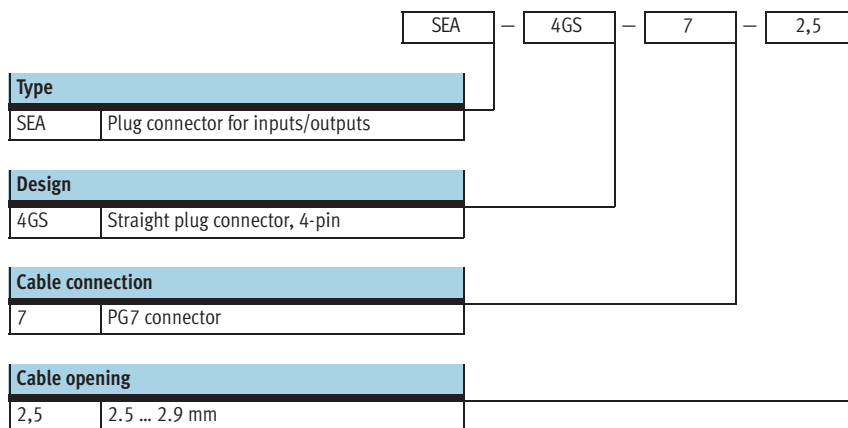 SEA — 4GS — 7 — 2,5
Type
SEA Plug connector for inputs/outputs
Design
4GS Straight plug connector, 4-pin
Cable connection
7 PG7 connector
Cable opening
2,5 2.5 ... 2.9 mm